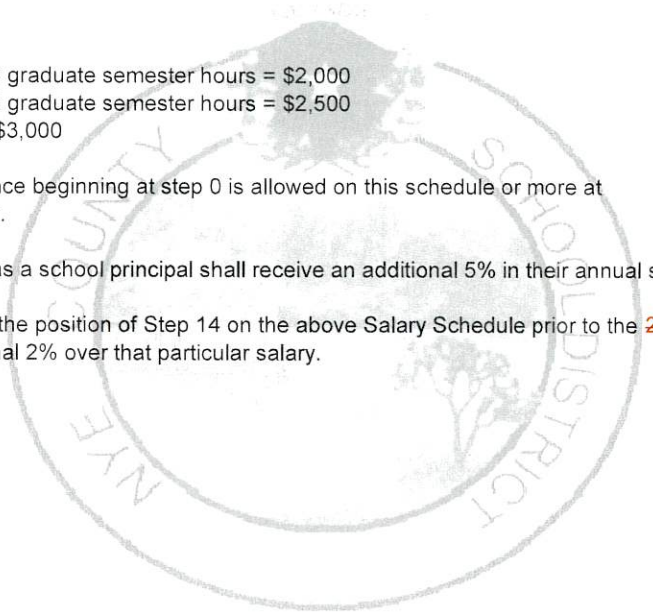 graduate semester hours = $2,000
graduate semester hours = $2,500
$3,000
nce beginning at step 0 is allowed on this schedule or more at
.
as a school principal shall receive an additional 5% in their annual s
the position of Step 14 on the above Salary Schedule prior to the 2
al 2% over that particular salary.
NYE COUNTY SCHOOL DISTRICT